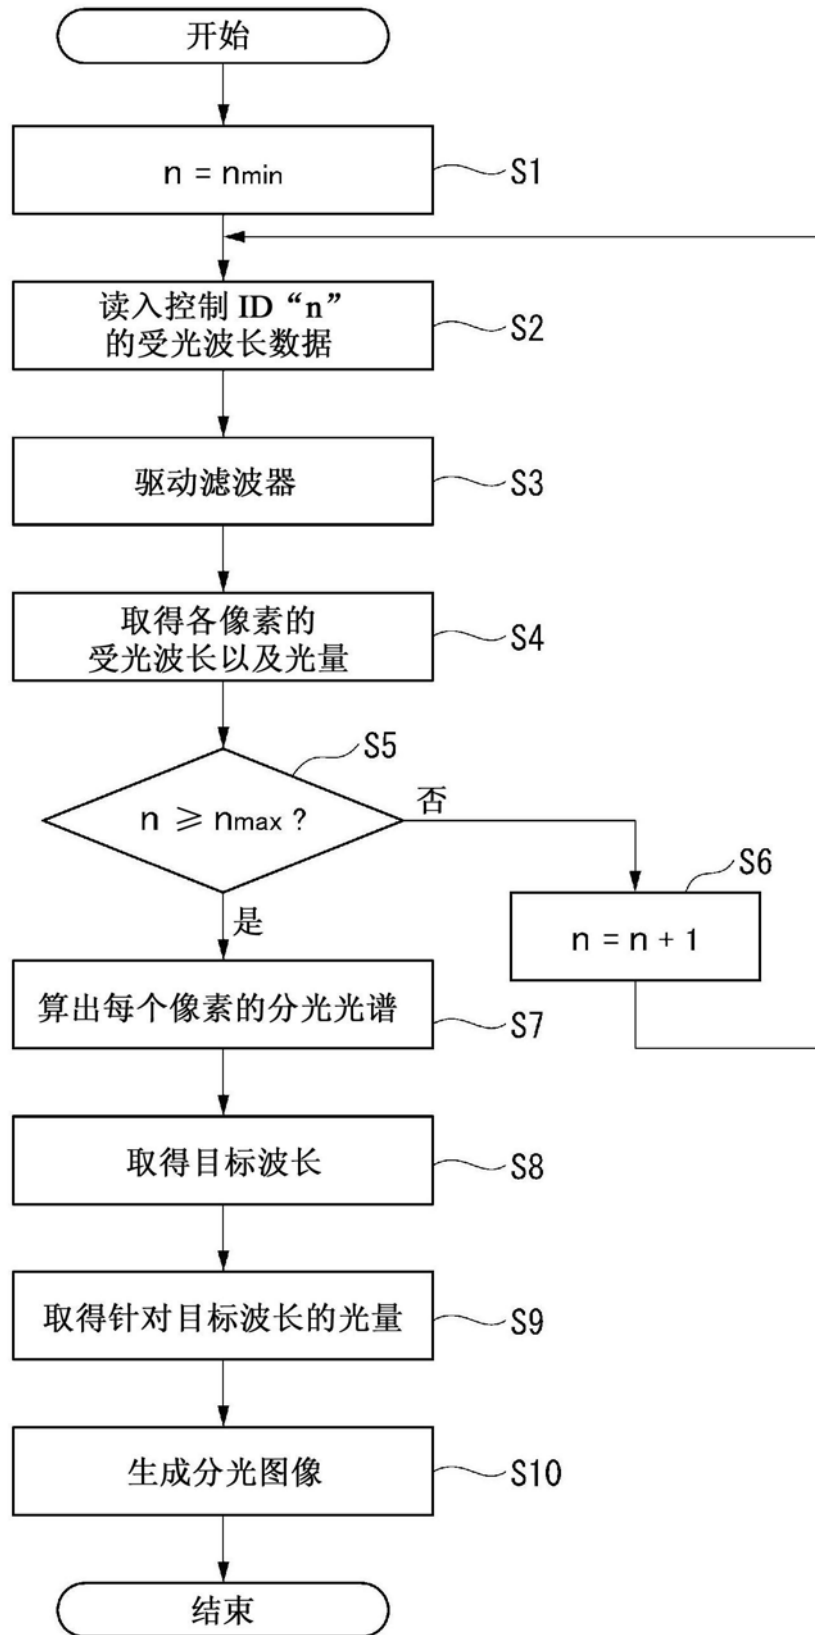 开始
n = nmin
S1
读入控制 ID “n”
的受光波长数据
S2
驱动滤波器
S3
取得各像素的
受光波长以及光量
S4
S5
n ≥ nmax ?
否
是
S6
n = n + 1
算出每个像素的分光光谱
S7
取得目标波长
S8
取得针对目标波长的光量
S9
生成分光图像
S10
结束